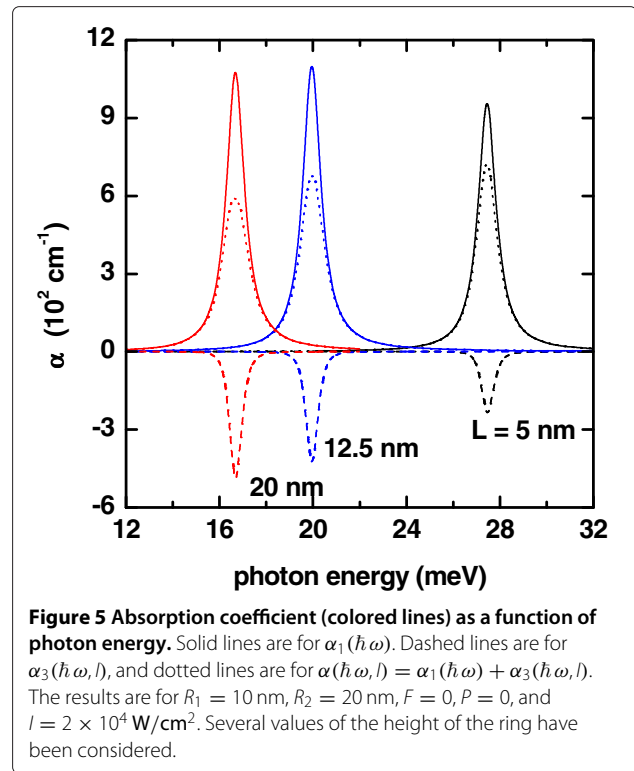 12
9
6
3
0
-3
-6
α (10² cm⁻¹)
L = 5 nm
12.5 nm
20 nm
12 16 20 24 28 32
photon energy (meV)
Figure 5 Absorption coefficient (colored lines) as a function of
photon energy. Solid lines are for α₁(ℏω). Dashed lines are for
α₃(ℏω, I), and dotted lines are for α(ℏω, I) = α₁(ℏω) + α₃(ℏω, I).
The results are for R₁ = 10 nm, R₂ = 20 nm, F = 0, P = 0, and
I = 2 × 10⁴ W/cm². Several values of the height of the ring have
been considered.